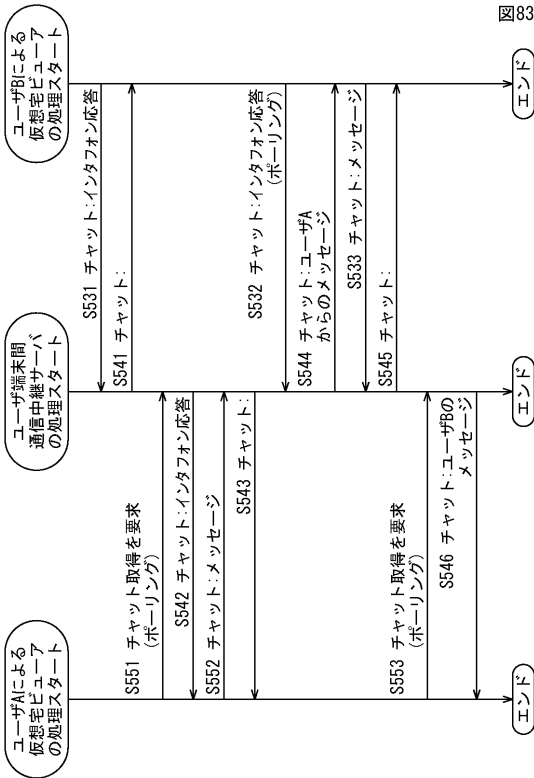 図83
ユーザAによる
仮想宅ビューア
の処理スタート
ユーザ端末間
通信中継サーバ
の処理スタート
ユーザBによる
仮想宅ビューア
の処理スタート
S531 チャット:インタフォン応答
S541 チャット:
S551 チャット取得を要求
(ポーリング)
S542 チャット:インタフォン応答
S552 チャット:メッセージ
S543 チャット:
S532 チャット:インタフォン応答
(ポーリング)
S544 チャット:ユーザA
からのメッセージ
S533 チャット:メッセージ
S545 チャット:
S553 チャット取得を要求
(ポーリング)
S546 チャット:ユーザBの
メッセージ
エンド
エンド
エンド